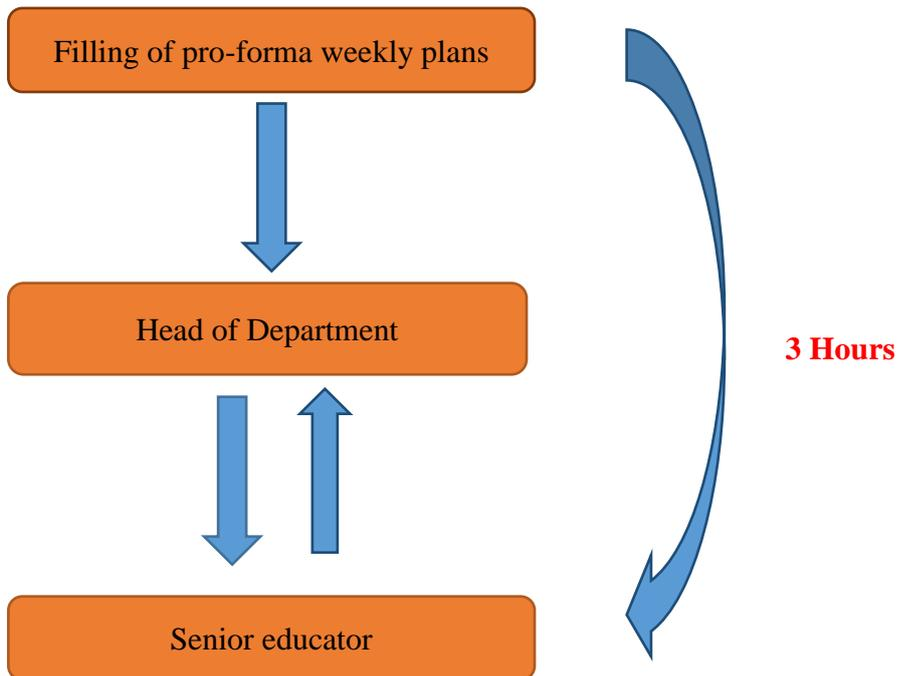 Filling of pro-forma weekly plans
Head of Department
3 Hours
Senior educator